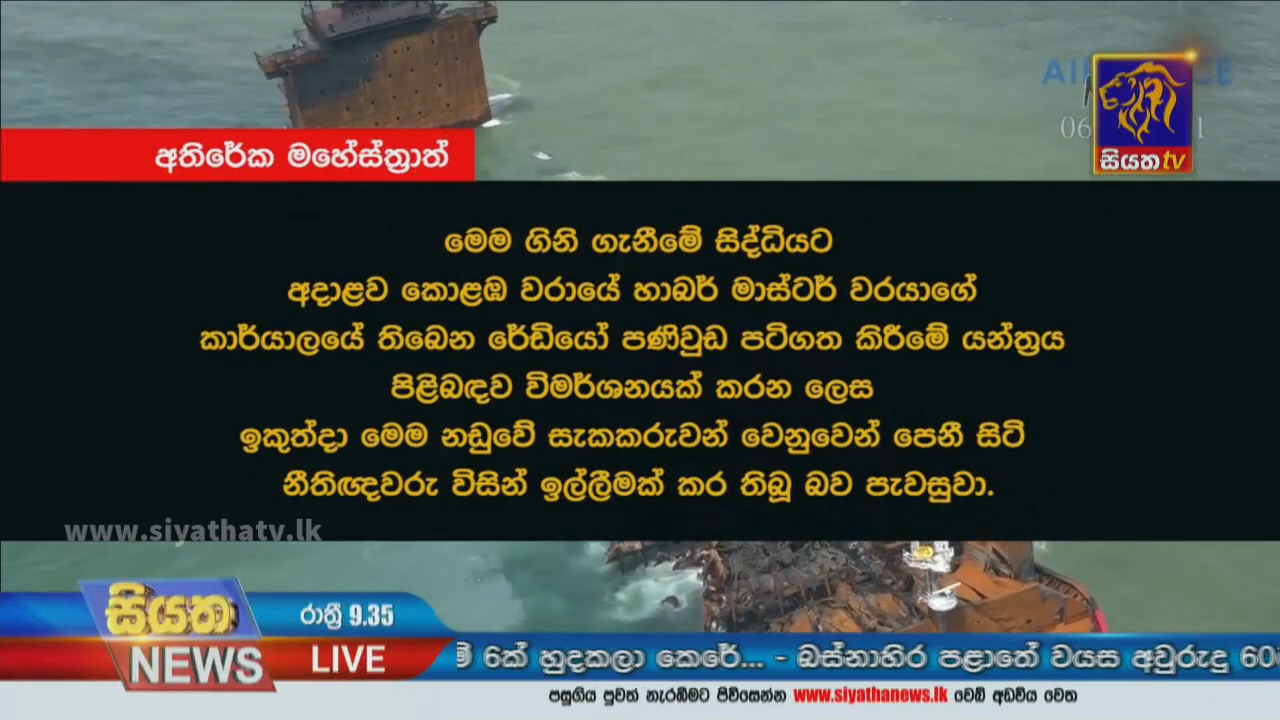 අතිරේක මහේස්ත්‍රාත්
සියත tv
මෙම ගිනි ගැනීමේ සිද්ධියට
අදාළව කොළඹ වරායේ හාබර් මාස්ටර් වරයාගේ
කාර්යාලයේ තිබෙන රේඩියෝ පණිවුඩ පටිගත කිරීමේ යන්ත්‍රය
පිළිබඳව විමර්ශනයක් කරන ලෙස
ඉකුත්දා මෙම නඩුවේ සැකකරුවන් වෙනුවෙන් පෙනී සිටි
නීතිඥවරු විසින් ඉල්ලීමක් කර තිබූ බව පැවසුවා.
www.siyathatv.lk
සියත
NEWS
රාත්‍රී 9.35
LIVE
6ක් හුදකලා කෙරේ... - බස්නාහිර පළාතේ වයස අවුරුදු 60
පසුගිය පුවත් නැරඹීමට පිවිසෙන්න www.siyathanews.lk වෙබ් අඩවිය වෙත